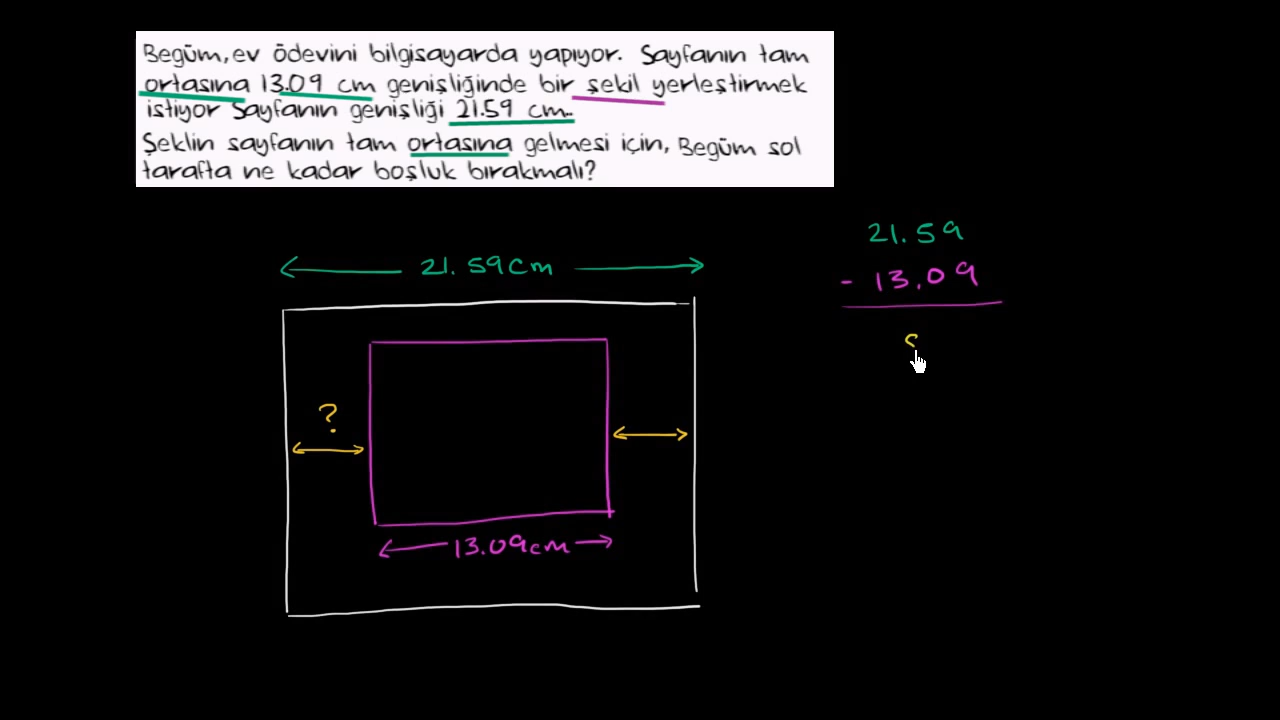 Begüm, ev ödevini bilgisayarda yapıyor. Sayfanın tam
ortasına 13.09 cm genişliğinde bir şekil yerleştirmek
istiyor Sayfanın genişliği 21.59 cm..
Şeklin sayfanın tam ortasına gelmesi için, Begüm sol
tarafta ne kadar boşluk bırakmalı?
21.59
- 13.09
21.59cm
?
13.09cm